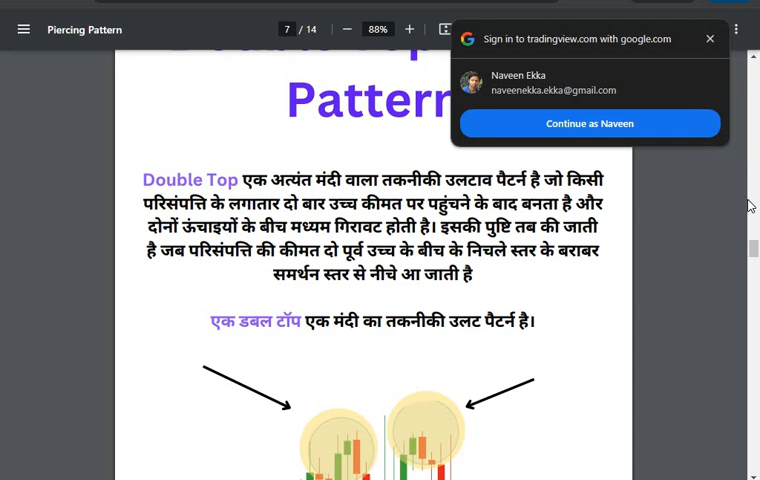 Piercing Pattern
7 / 14
88%
Sign in to tradingview.com with google.com
Naveen Ekka
naveenekka.ekka@gmail.com
Continue as Naveen
Pattern
Double Top एक अत्यंत मंदी वाला तकनीकी उलटाव पैटर्न है जो किसी
परिसंपत्ति के लगातार दो बार उच्च कीमत पर पहुंचने के बाद बनता है और
दोनों ऊंचाइयों के बीच मध्यम गिरावट होती है। इसकी पुष्टि तब की जाती
है जब परिसंपत्ति की कीमत दो पूर्व उच्च के बीच के निचले स्तर के बराबर
समर्थन स्तर से नीचे आ जाती है
एक डबल टॉप एक मंदी का तकनीकी उलट पैटर्न है।